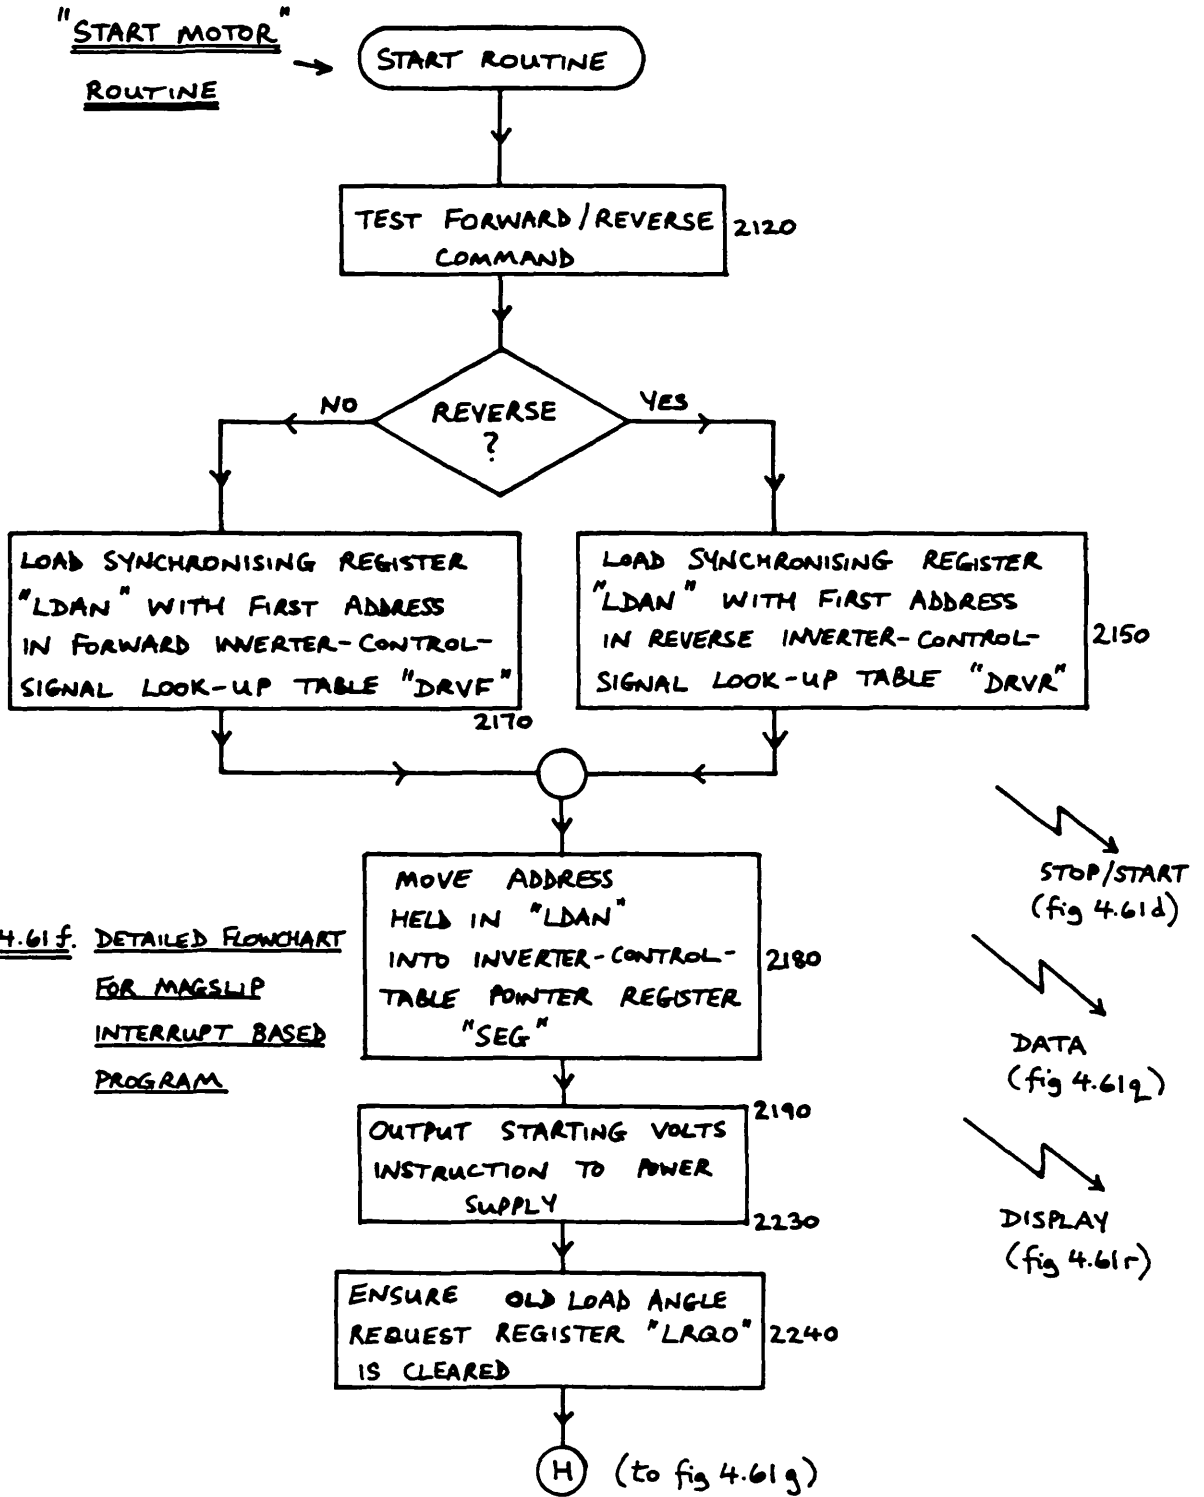 "START MOTOR"
ROUTINE
START ROUTINE
TEST FORWARD/REVERSE
COMMAND
2120
REVERSE
?
NO
YES
LOAD SYNCHRONISING REGISTER
"LDAN" WITH FIRST ADDRESS
IN FORWARD INVERTER-CONTROL-
SIGNAL LOOK-UP TABLE "DRVF"
2170
LOAD SYNCHRONISING REGISTER
"LDAN" WITH FIRST ADDRESS
IN REVERSE INVERTER-CONTROL-
SIGNAL LOOK-UP TABLE "DRVR"
2150
MOVE ADDRESS
HELD IN "LDAN"
INTO INVERTER-CONTROL-
TABLE POINTER REGISTER
"SEG"
2180
STOP/START
(fig 4.61d)
4.61f. DETAILED FLOWCHART
FOR MAGSLIP
INTERRUPT BASED
PROGRAM
DATA
(fig 4.61q)
2190
OUTPUT STARTING VOLTS
INSTRUCTION TO POWER
SUPPLY
2230
DISPLAY
(fig 4.61r)
ENSURE OLD LOAD ANGLE
REQUEST REGISTER "LRQO"
IS CLEARED
2240
H (to fig 4.61g)